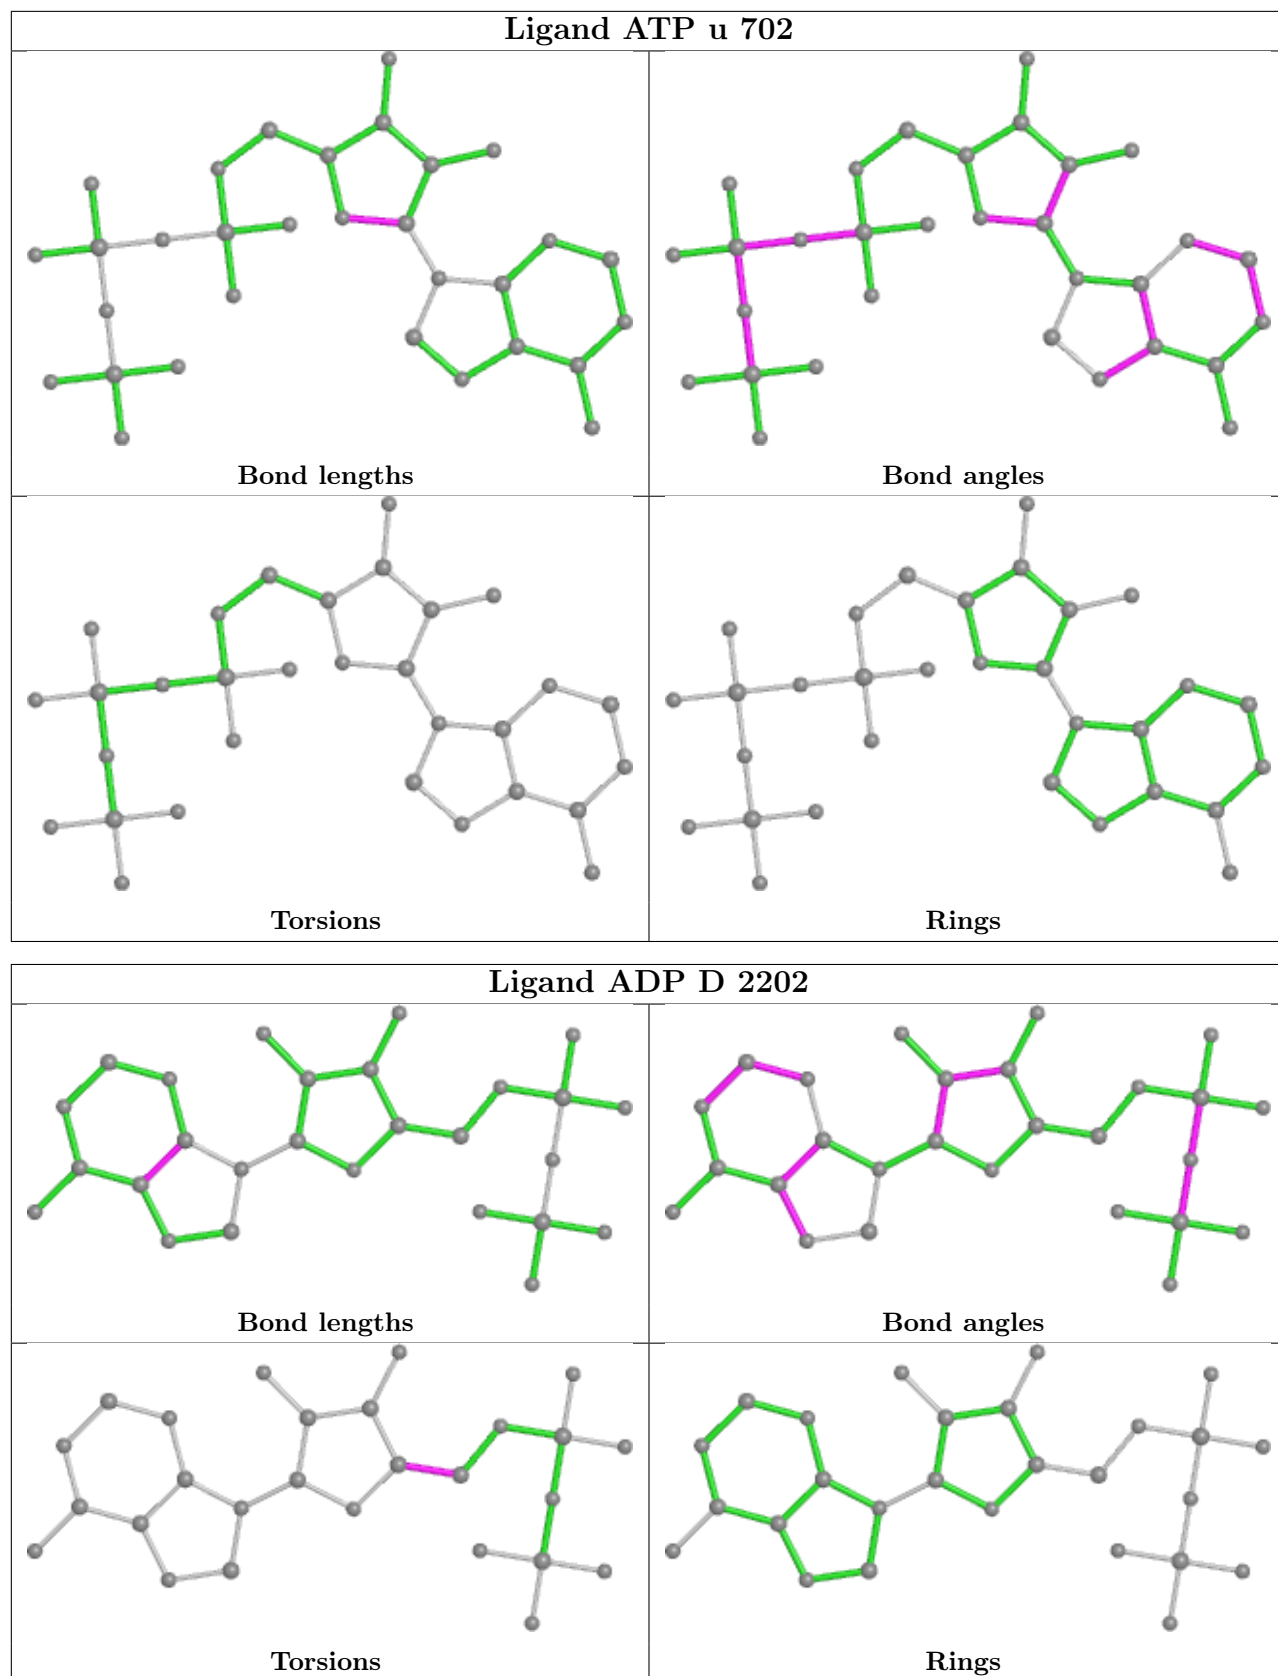 Ligand ATP u 702
Bond lengths
Bond angles
Torsions
Rings
Ligand ADP D 2202
Bond lengths
Bond angles
Torsions
Rings